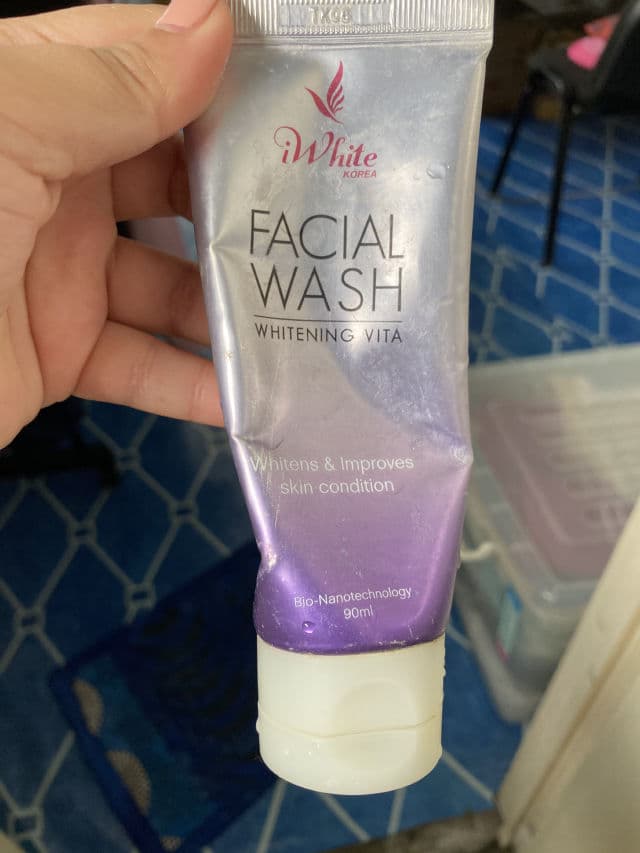 iWhite
KOREA
FACIAL
WASH
WHITENING VITA
Whitens & Improves
skin condition
Bio-Nanotechnology
90ml